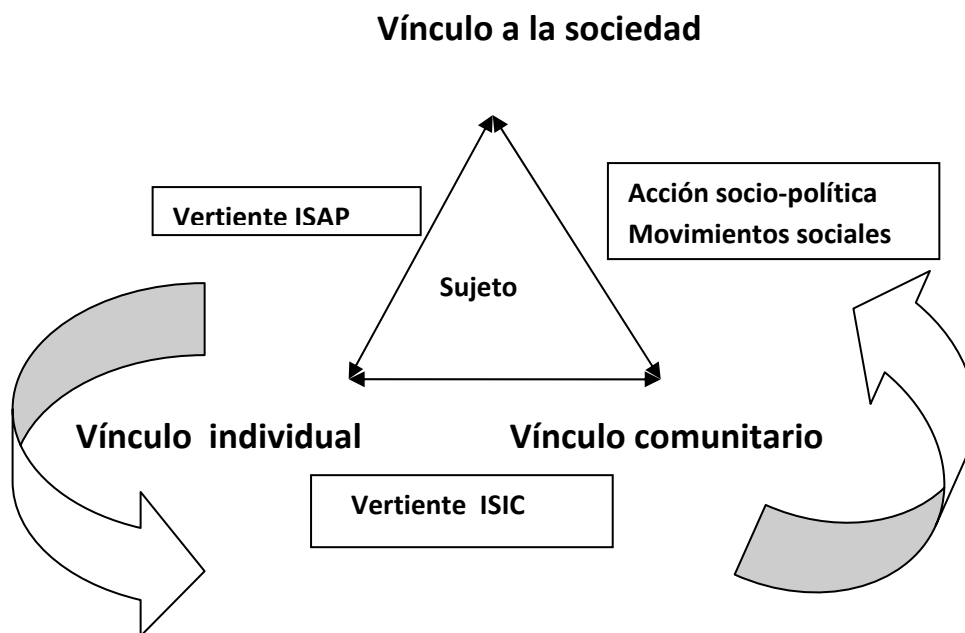 Vínculo a la sociedad
Vertiente ISAP
Acción socio-política
Movimientos sociales
Sujeto
Vínculo individual
Vínculo comunitario
Vertiente ISIC